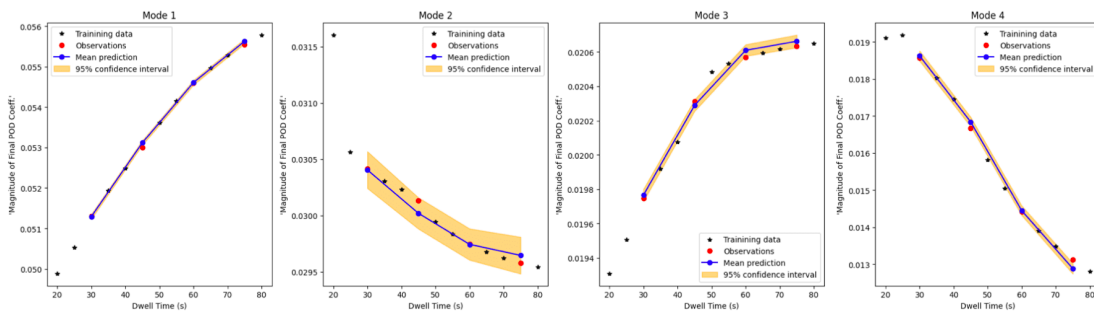 Mode 1
0.056
0.055
0.054
0.053
0.052
0.051
0.050
'Magnitude of Final POD Coeff.'
Trainining data
Observations
Mean prediction
95% confidence interval
20 30 40 50 60 70 80
Dwell Time (s)
Mode 2
0.0315
0.0310
0.0305
0.0300
0.0295
'Magnitude of Final POD Coeff.'
Trainining data
Observations
Mean prediction
95% confidence interval
20 30 40 50 60 70 80
Dwell Time (s)
Mode 3
0.0206
0.0204
0.0202
0.0200
0.0198
0.0196
0.0194
'Magnitude of Final POD Coeff.'
Trainining data
Observations
Mean prediction
95% confidence interval
20 30 40 50 60 70 80
Dwell Time (s)
Mode 4
0.019
0.018
0.017
0.016
0.015
0.014
0.013
'Magnitude of Final POD Coeff.'
Trainining data
Observations
Mean prediction
95% confidence interval
20 30 40 50 60 70 80
Dwell Time (s)